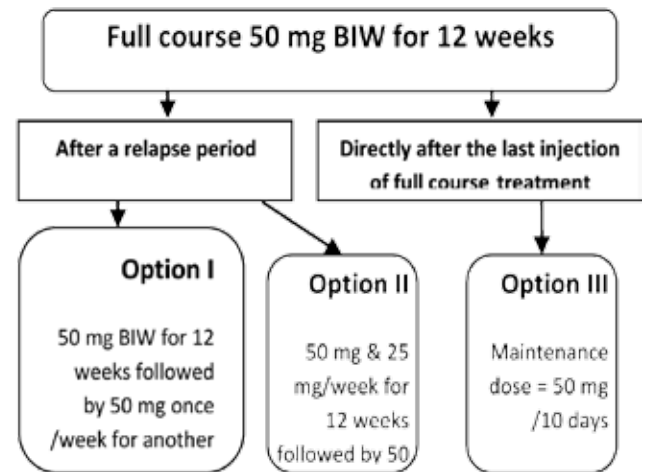 Full course 50 mg BIW for 12 weeks
After a relapse period
Directly after the last injection
of full course treatment
Option I
50 mg BIW for 12
weeks followed
by 50 mg once
/week for another
Option II
50 mg & 25
mg/week for
12 weeks
followed by 50
Option III
Maintenance
dose = 50 mg
/10 days